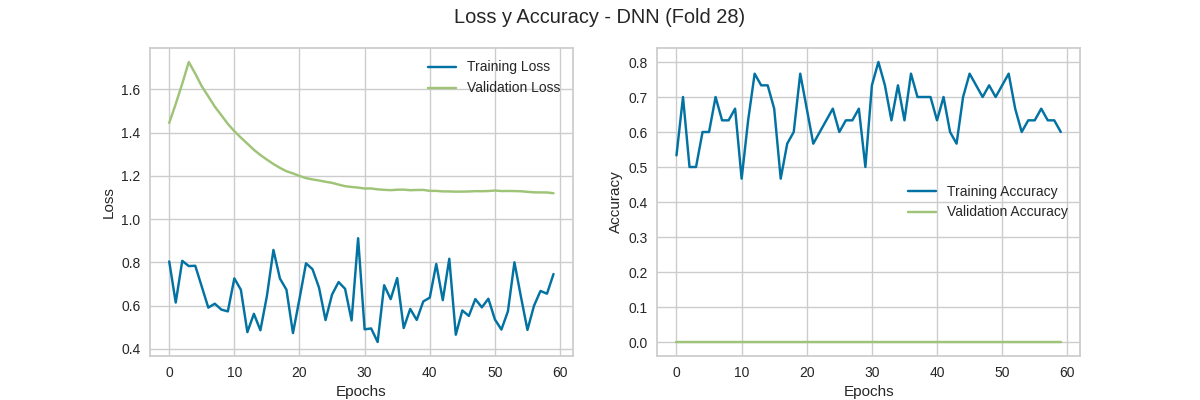 Loss y Accuracy - DNN (Fold 28)
Loss
1.6
1.4
1.2
1.0
0.8
0.6
0.4
Training Loss
Validation Loss
0 10 20 30 40 50 60
Epochs
Accuracy
0.8
0.7
0.6
0.5
0.4
0.3
0.2
0.1
0.0
Training Accuracy
Validation Accuracy
0 10 20 30 40 50 60
Epochs